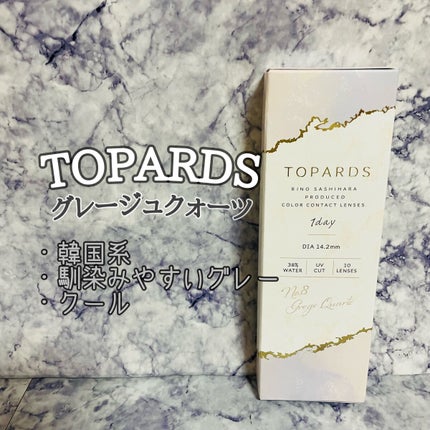 TOPARDS
グレージュクォーツ
・韓国系
・馴染みやすいグレー
・クール
TOPARDS
RINO SASHIHARA
PRODUCED
COLOR CONTACT LENSES
1day
DIA 14.2mm
38% WATER
UV CUT
10 LENSES
No.8
Grege Quartz